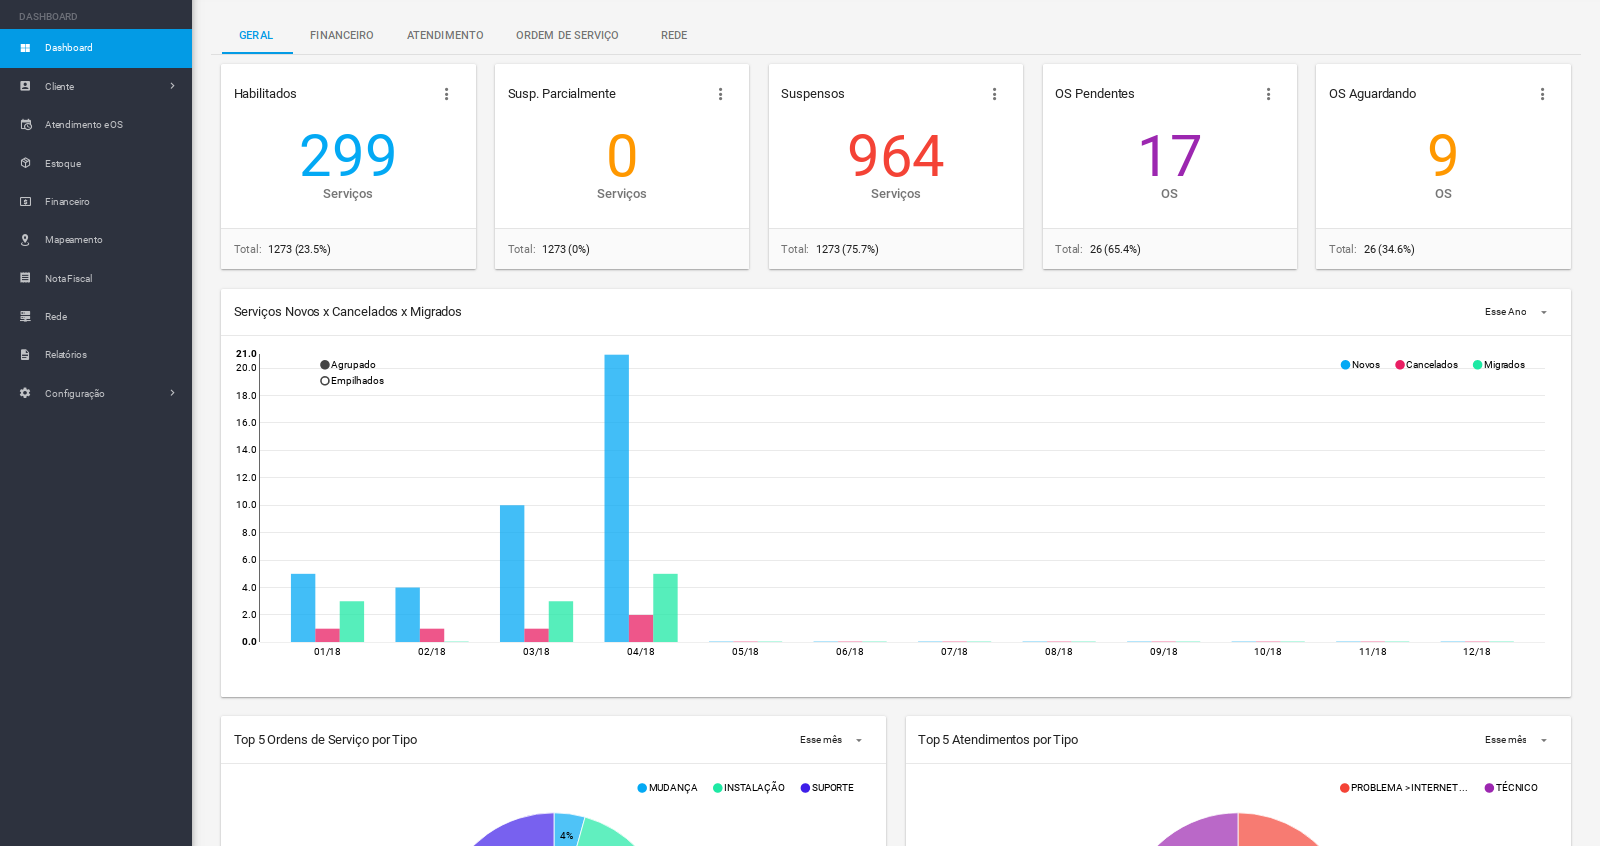 DASHBOARD
Dashboard
Cliente
Atendimento e OS
Estoque
Financeiro
Mapeamento
Nota Fiscal
Rede
Relatórios
Configuração
GERAL FINANCEIRO ATENDIMENTO ORDEM DE SERVIÇO REDE
Habilitados
299
Serviços
Total: 1273 (23.5%)
Susp. Parcialmente
0
Serviços
Total: 1273 (0%)
Suspensos
964
Serviços
Total: 1273 (75.7%)
OS Pendentes
17
OS
Total: 26 (65.4%)
OS Aguardando
9
OS
Total: 26 (34.6%)
Serviços Novos x Cancelados x Migrados Esse Ano
Agrupado
Empilhados
Novos Cancelados Migrados
21.0
20.0
18.0
16.0
14.0
12.0
10.0
8.0
6.0
4.0
2.0
0.0
01/18 02/18 03/18 04/18 05/18 06/18 07/18 08/18 09/18 10/18 11/18 12/18
Top 5 Ordens de Serviço por Tipo Esse mês
MUDANÇA INSTALAÇÃO SUPORTE
4%
Top 5 Atendimentos por Tipo Esse mês
PROBLEMA > INTERNET... TÉCNICO